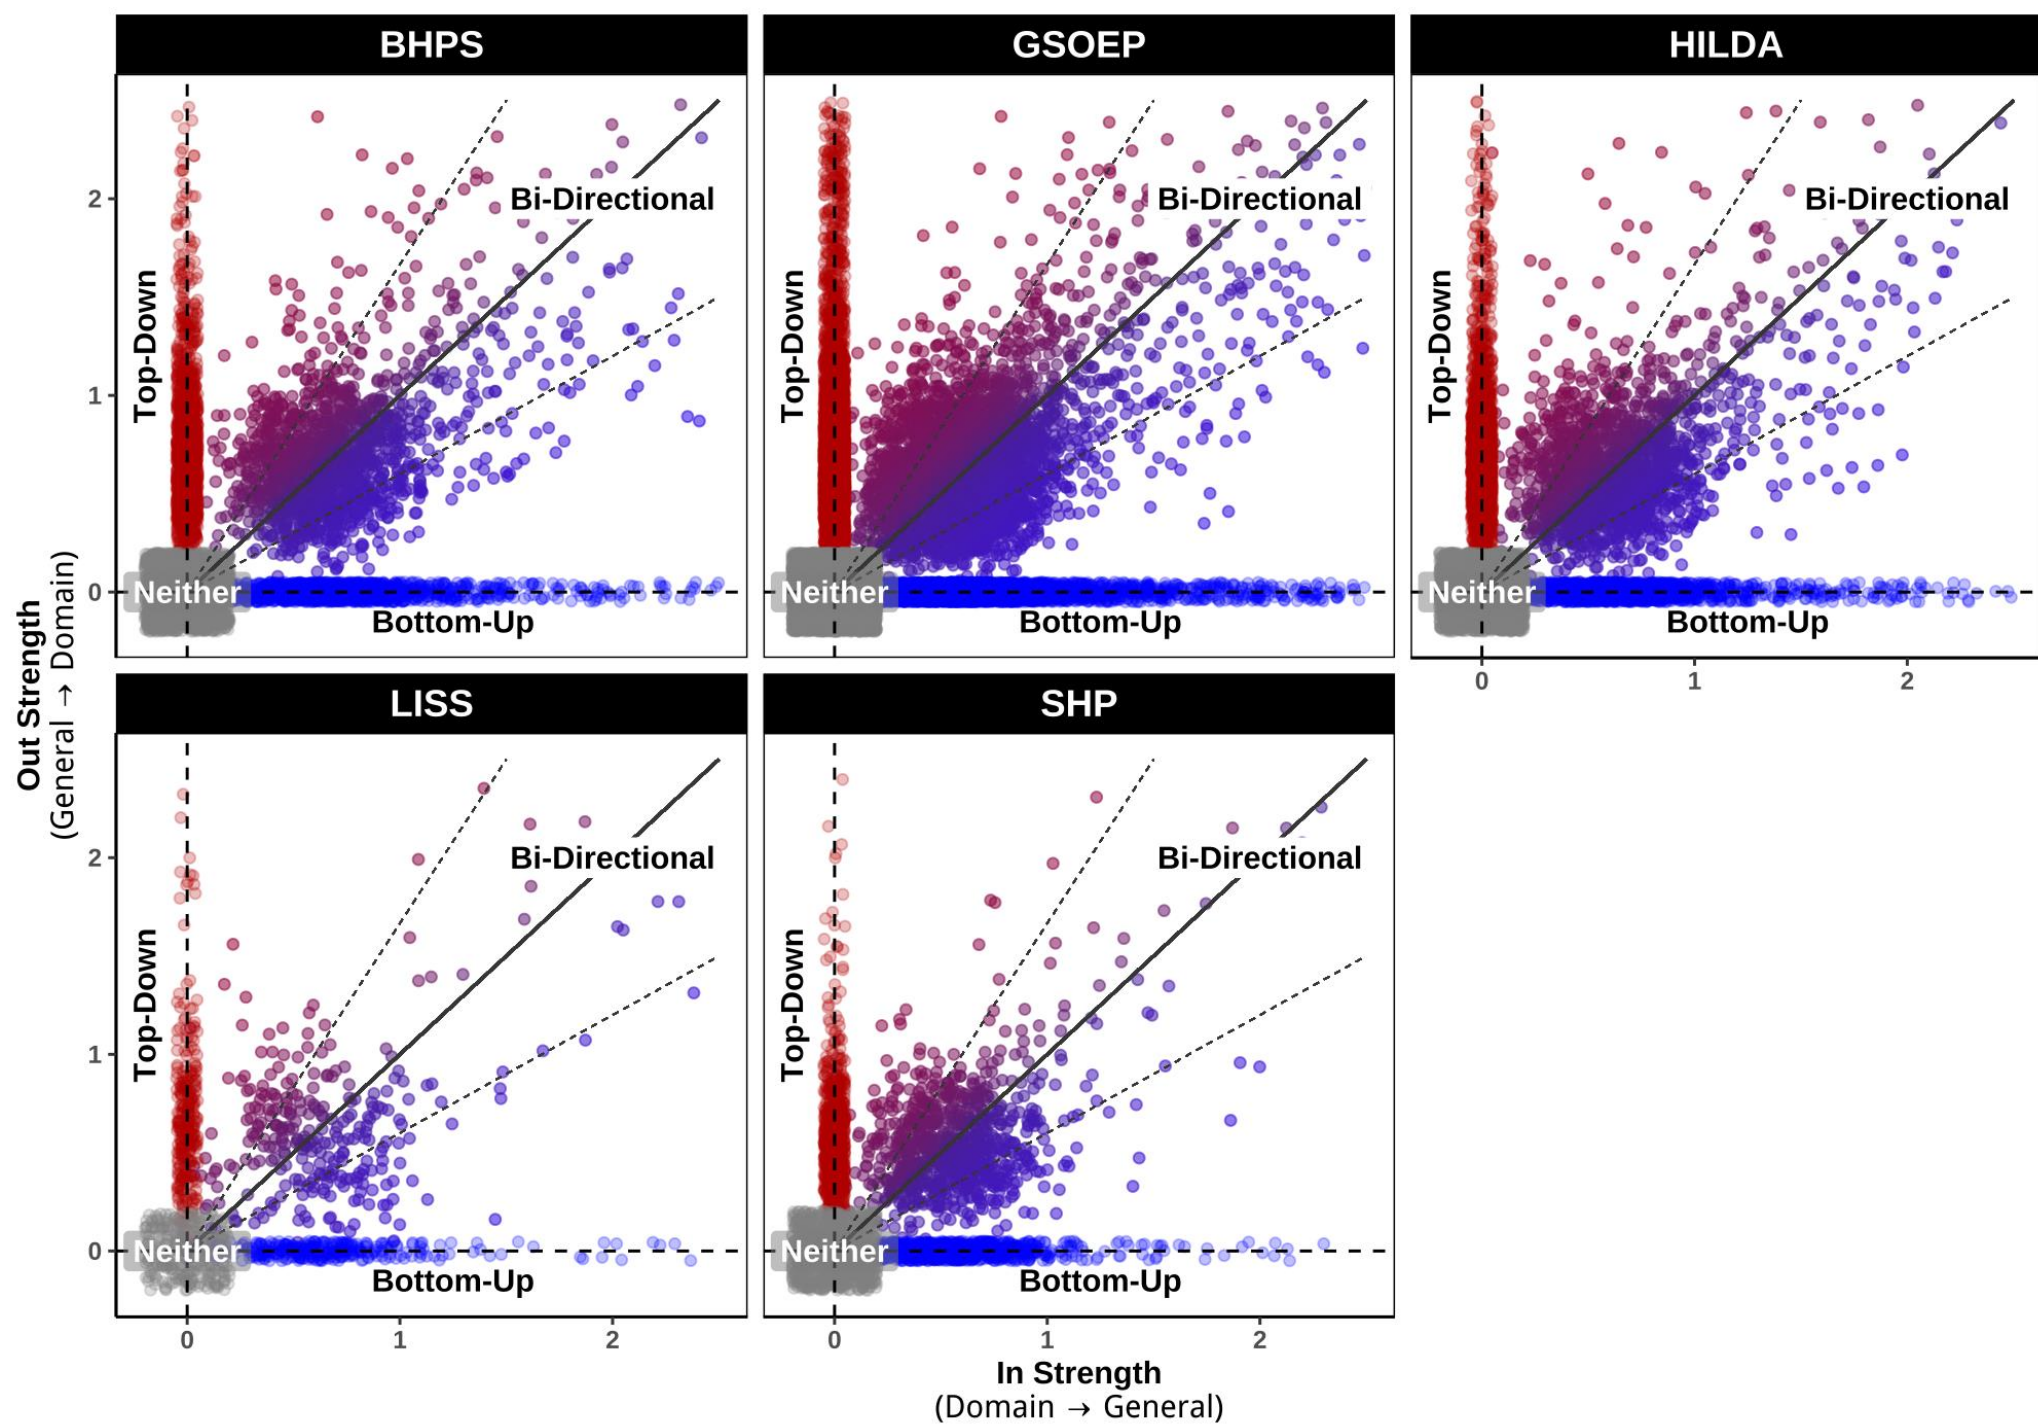 BHPS
GSOEP
HILDA
2
1
0
Top-Down
Bi-Directional
Neither
Bottom-Up
Top-Down
Bi-Directional
Neither
Bottom-Up
Top-Down
Bi-Directional
Neither
Bottom-Up
0 1 2
Out Strength
(General → Domain)
LISS
SHP
2
1
0
Top-Down
Bi-Directional
Neither
Bottom-Up
Top-Down
Bi-Directional
Neither
Bottom-Up
0 1 2
0 1 2
In Strength
(Domain → General)